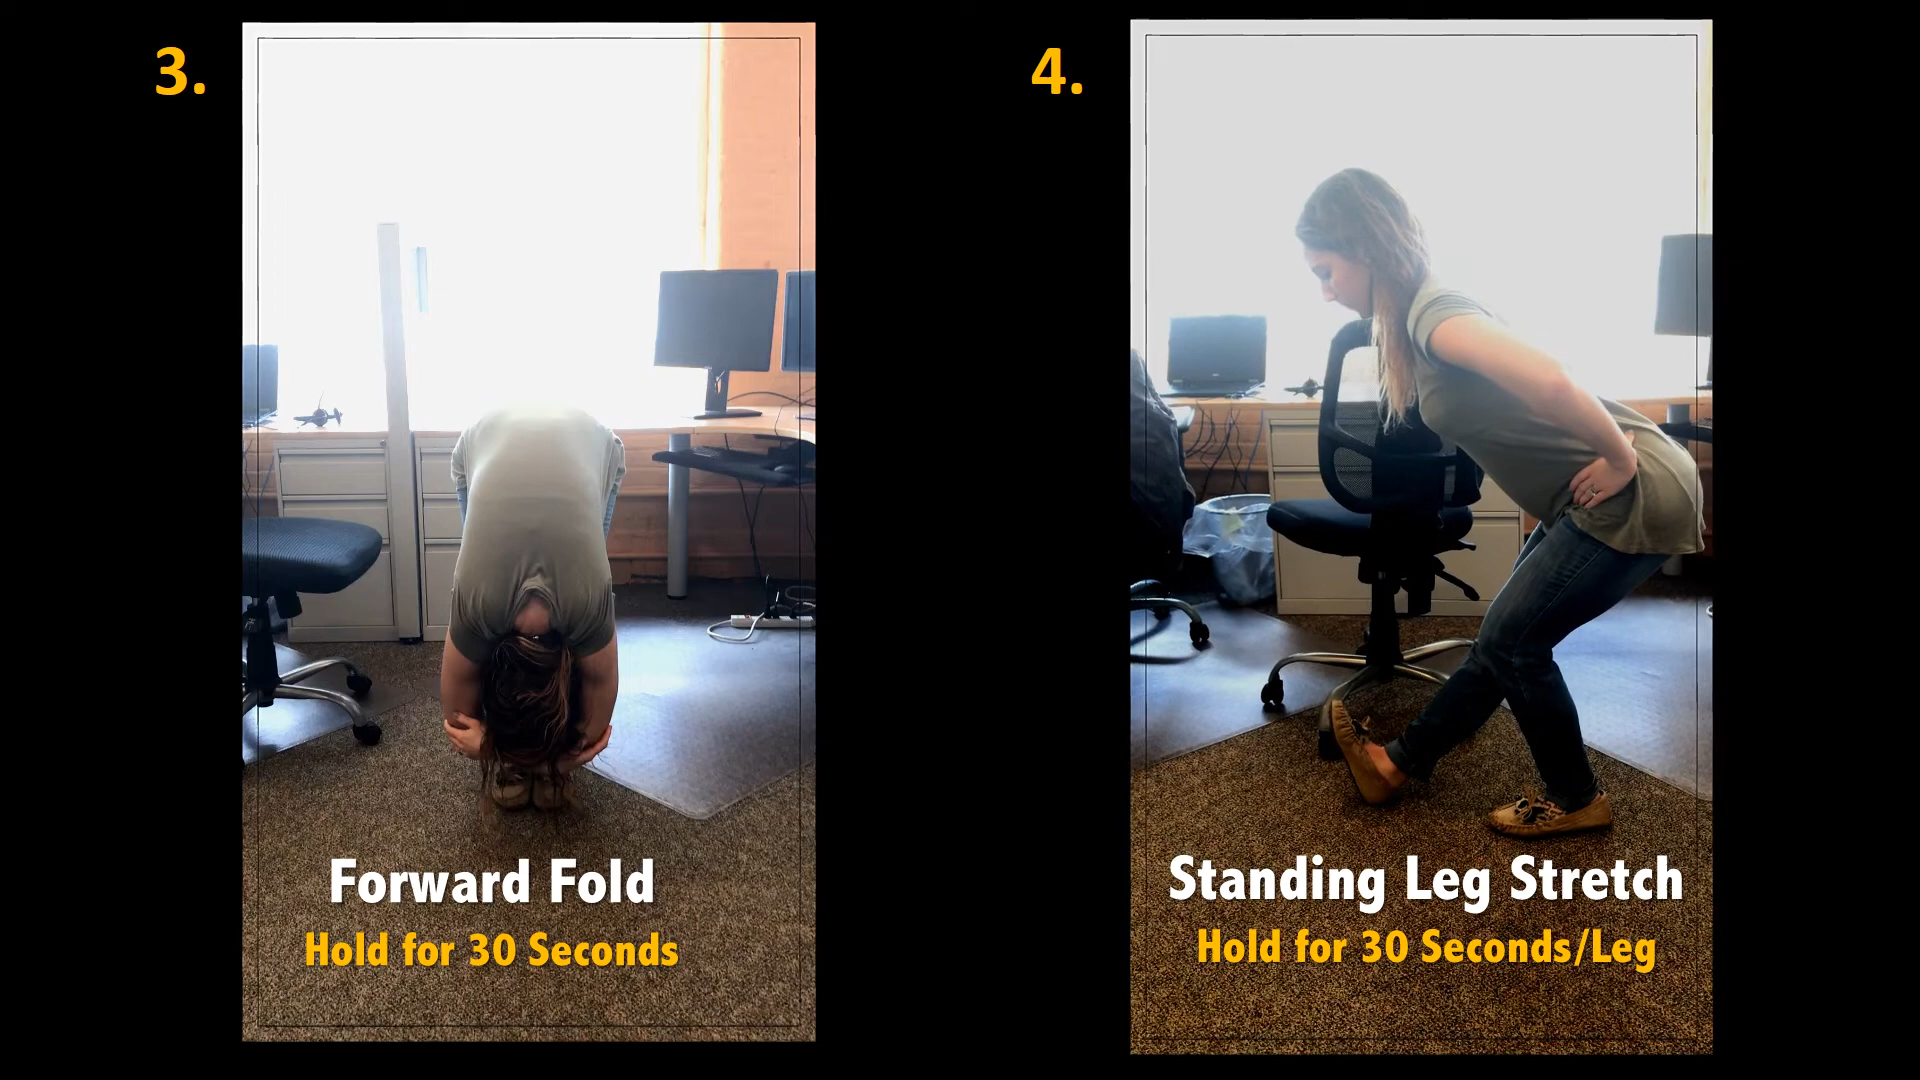 3.
Forward Fold
Hold for 30 Seconds
4.
Standing Leg Stretch
Hold for 30 Seconds/Leg